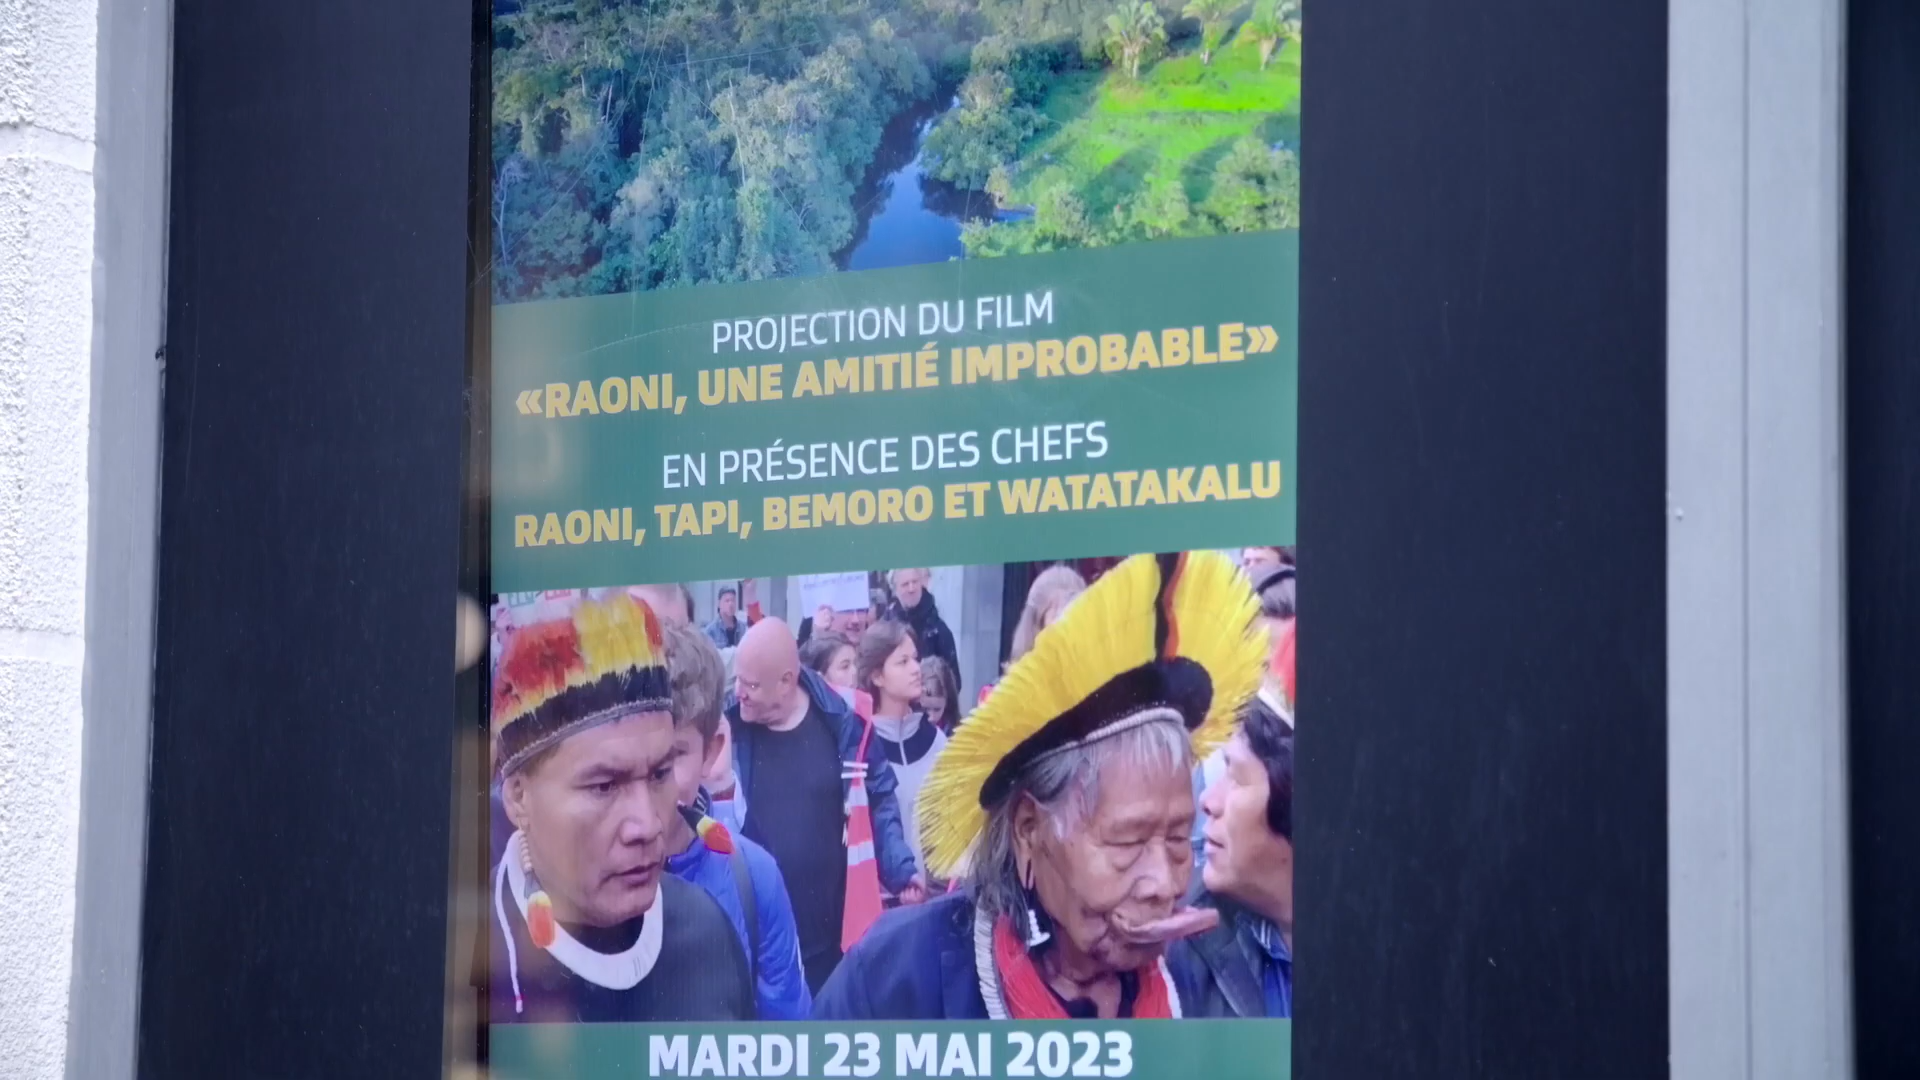 PROJECTION DU FILM
«RAONI, UNE AMITIÉ IMPROBABLE»
EN PRÉSENCE DES CHEFS
RAONI, TAPI, BEMORO ET WATATAKALU
MARDI 23 MAI 2023